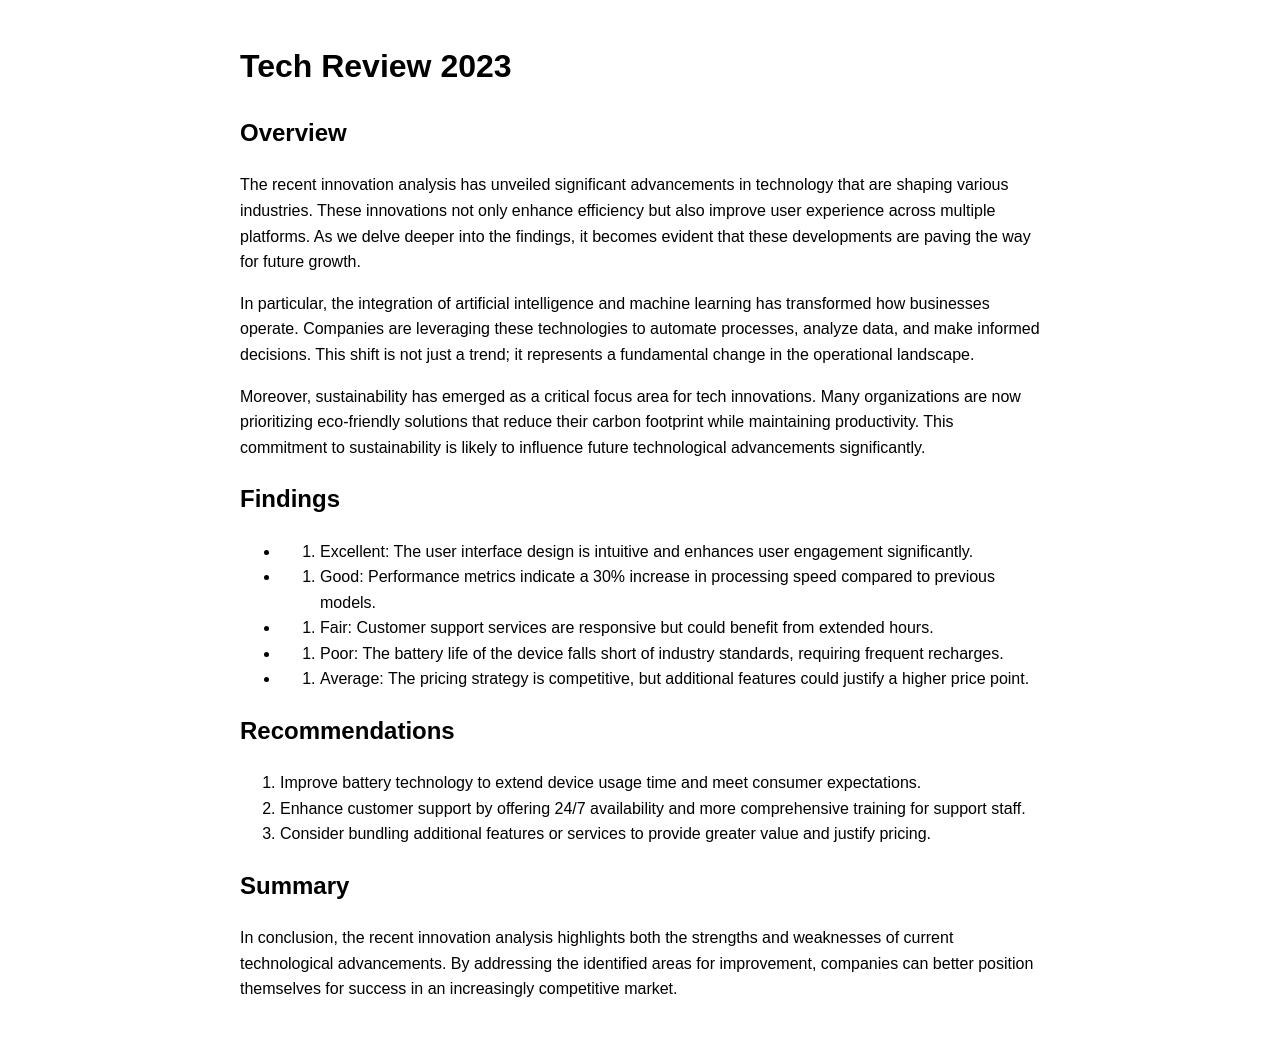 Tech Review 2023
Overview
The recent innovation analysis has unveiled significant advancements in technology that are shaping various
industries. These innovations not only enhance efficiency but also improve user experience across multiple
platforms. As we delve deeper into the findings, it becomes evident that these developments are paving the way
for future growth.
In particular, the integration of artificial intelligence and machine learning has transformed how businesses
operate. Companies are leveraging these technologies to automate processes, analyze data, and make informed
decisions. This shift is not just a trend; it represents a fundamental change in the operational landscape.
Moreover, sustainability has emerged as a critical focus area for tech innovations. Many organizations are now
prioritizing eco-friendly solutions that reduce their carbon footprint while maintaining productivity. This
commitment to sustainability is likely to influence future technological advancements significantly.
Findings
• 1. Excellent: The user interface design is intuitive and enhances user engagement significantly.
• 1. Good: Performance metrics indicate a 30% increase in processing speed compared to previous
models.
• 1. Fair: Customer support services are responsive but could benefit from extended hours.
• 1. Poor: The battery life of the device falls short of industry standards, requiring frequent recharges.
• 1. Average: The pricing strategy is competitive, but additional features could justify a higher price point.
Recommendations
1. Improve battery technology to extend device usage time and meet consumer expectations.
2. Enhance customer support by offering 24/7 availability and more comprehensive training for support staff.
3. Consider bundling additional features or services to provide greater value and justify pricing.
Summary
In conclusion, the recent innovation analysis highlights both the strengths and weaknesses of current
technological advancements. By addressing the identified areas for improvement, companies can better position
themselves for success in an increasingly competitive market.